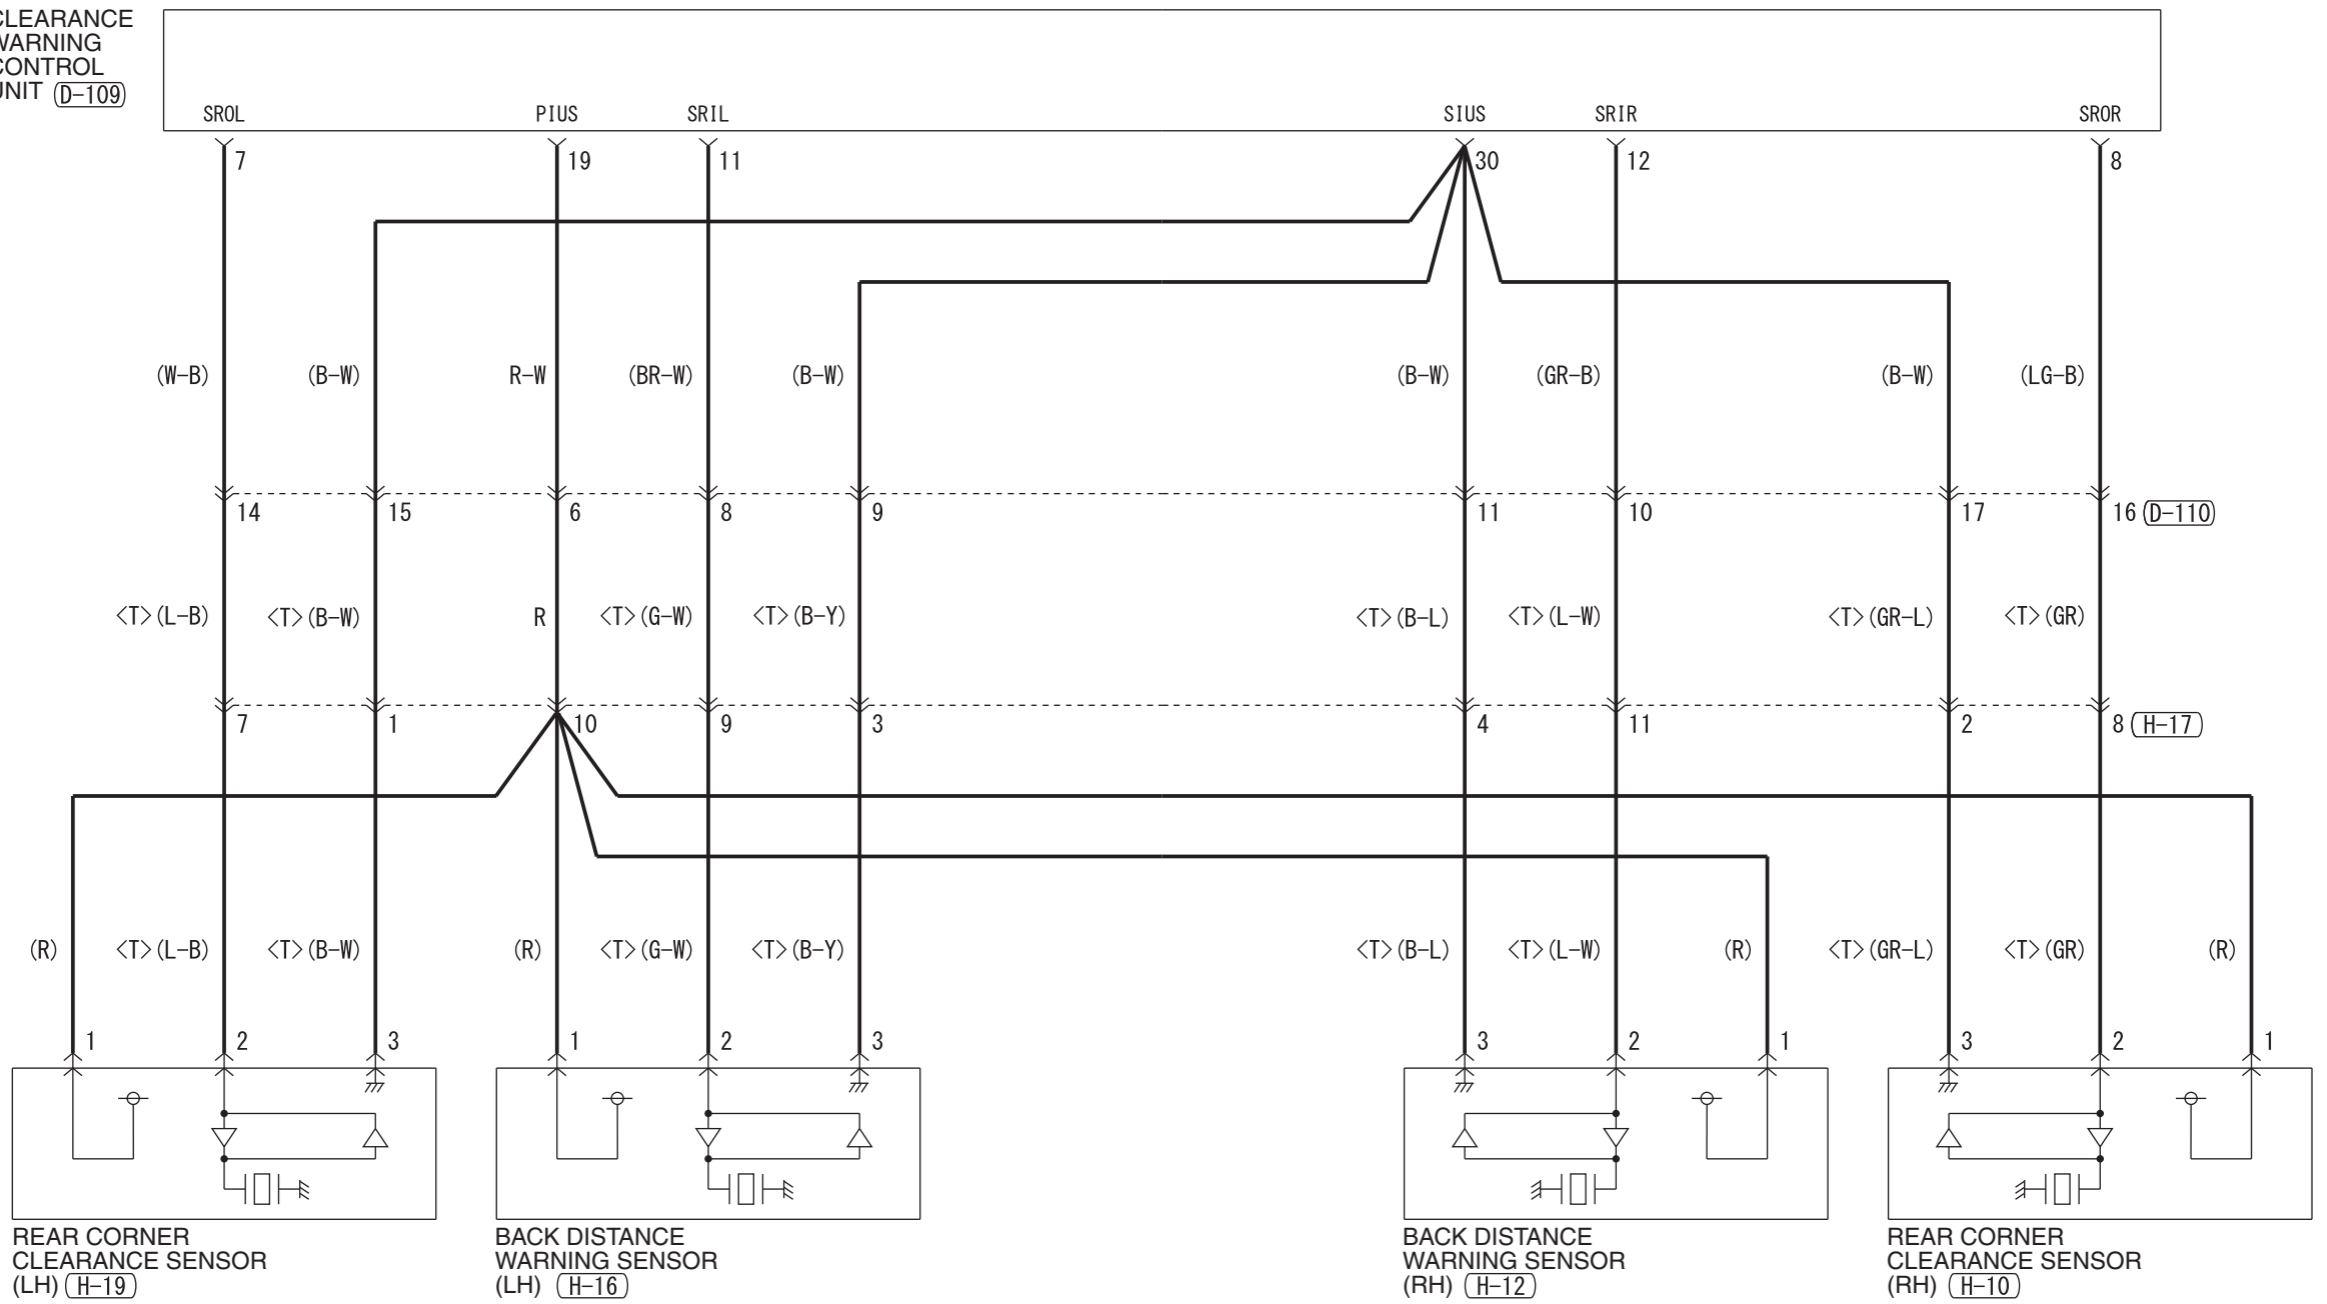 CLEARANCE
WARNING
CONTROL
UNIT D-109
SROL PIUS SRIL SIUS SRIR SROR
7 19 11 30 12 8
(W-B) (B-W) R-W (BR-W) (B-W) (B-W) (GR-B) (B-W) (LG-B)
14 15 6 8 9 11 10 17 16 D-110
<T>(L-B) <T>(B-W) R <T>(G-W) <T>(B-Y) <T>(B-L) <T>(L-W) <T>(GR-L) <T>(GR)
7 1 10 9 3 4 11 2 8 H-17
(R) <T>(L-B) <T>(B-W) (R) <T>(G-W) <T>(B-Y) <T>(B-L) <T>(L-W) (R) <T>(GR-L) <T>(GR) (R)
1 2 3 1 2 3 3 2 1 3 2 1
REAR CORNER
CLEARANCE SENSOR
(LH) H-19
BACK DISTANCE
WARNING SENSOR
(LH) H-16
BACK DISTANCE
WARNING SENSOR
(RH) H-12
REAR CORNER
CLEARANCE SENSOR
(RH) H-10